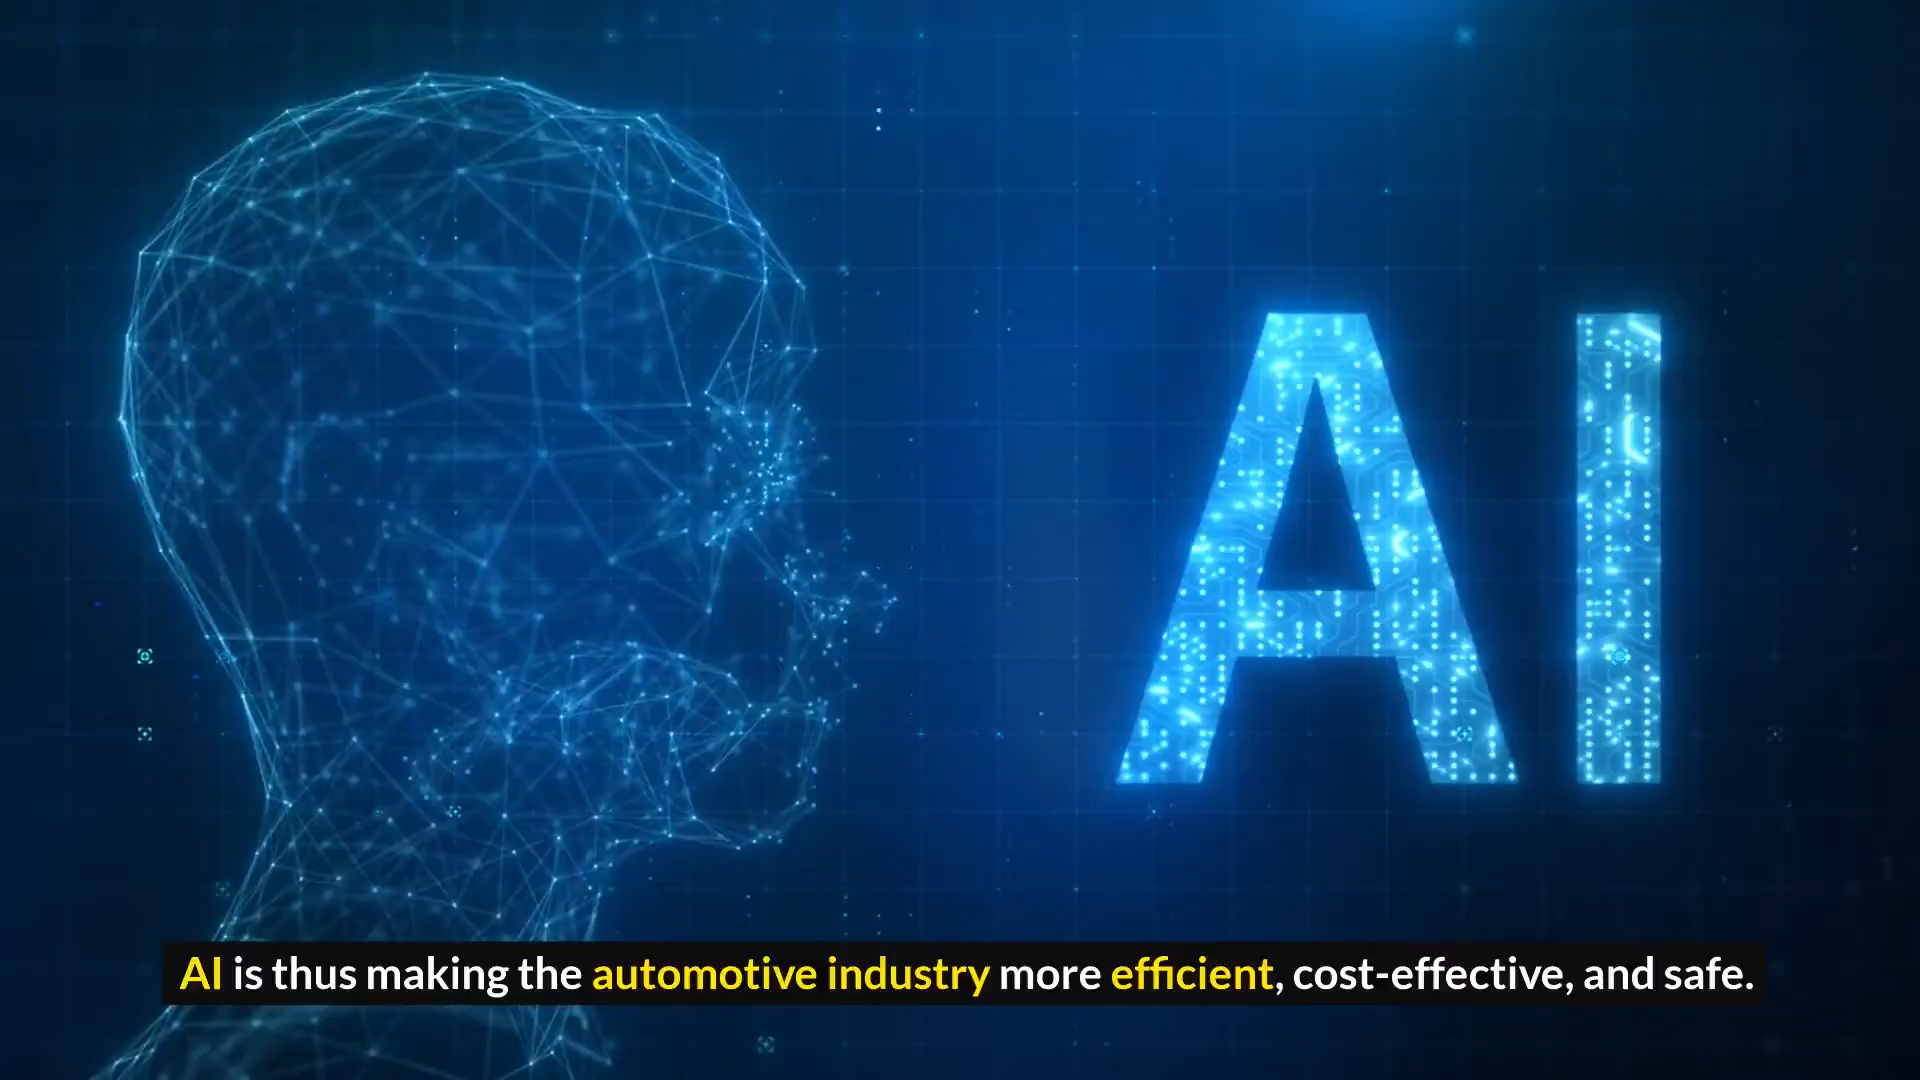 AI
AI is thus making the automotive industry more efficient, cost-effective, and safe.